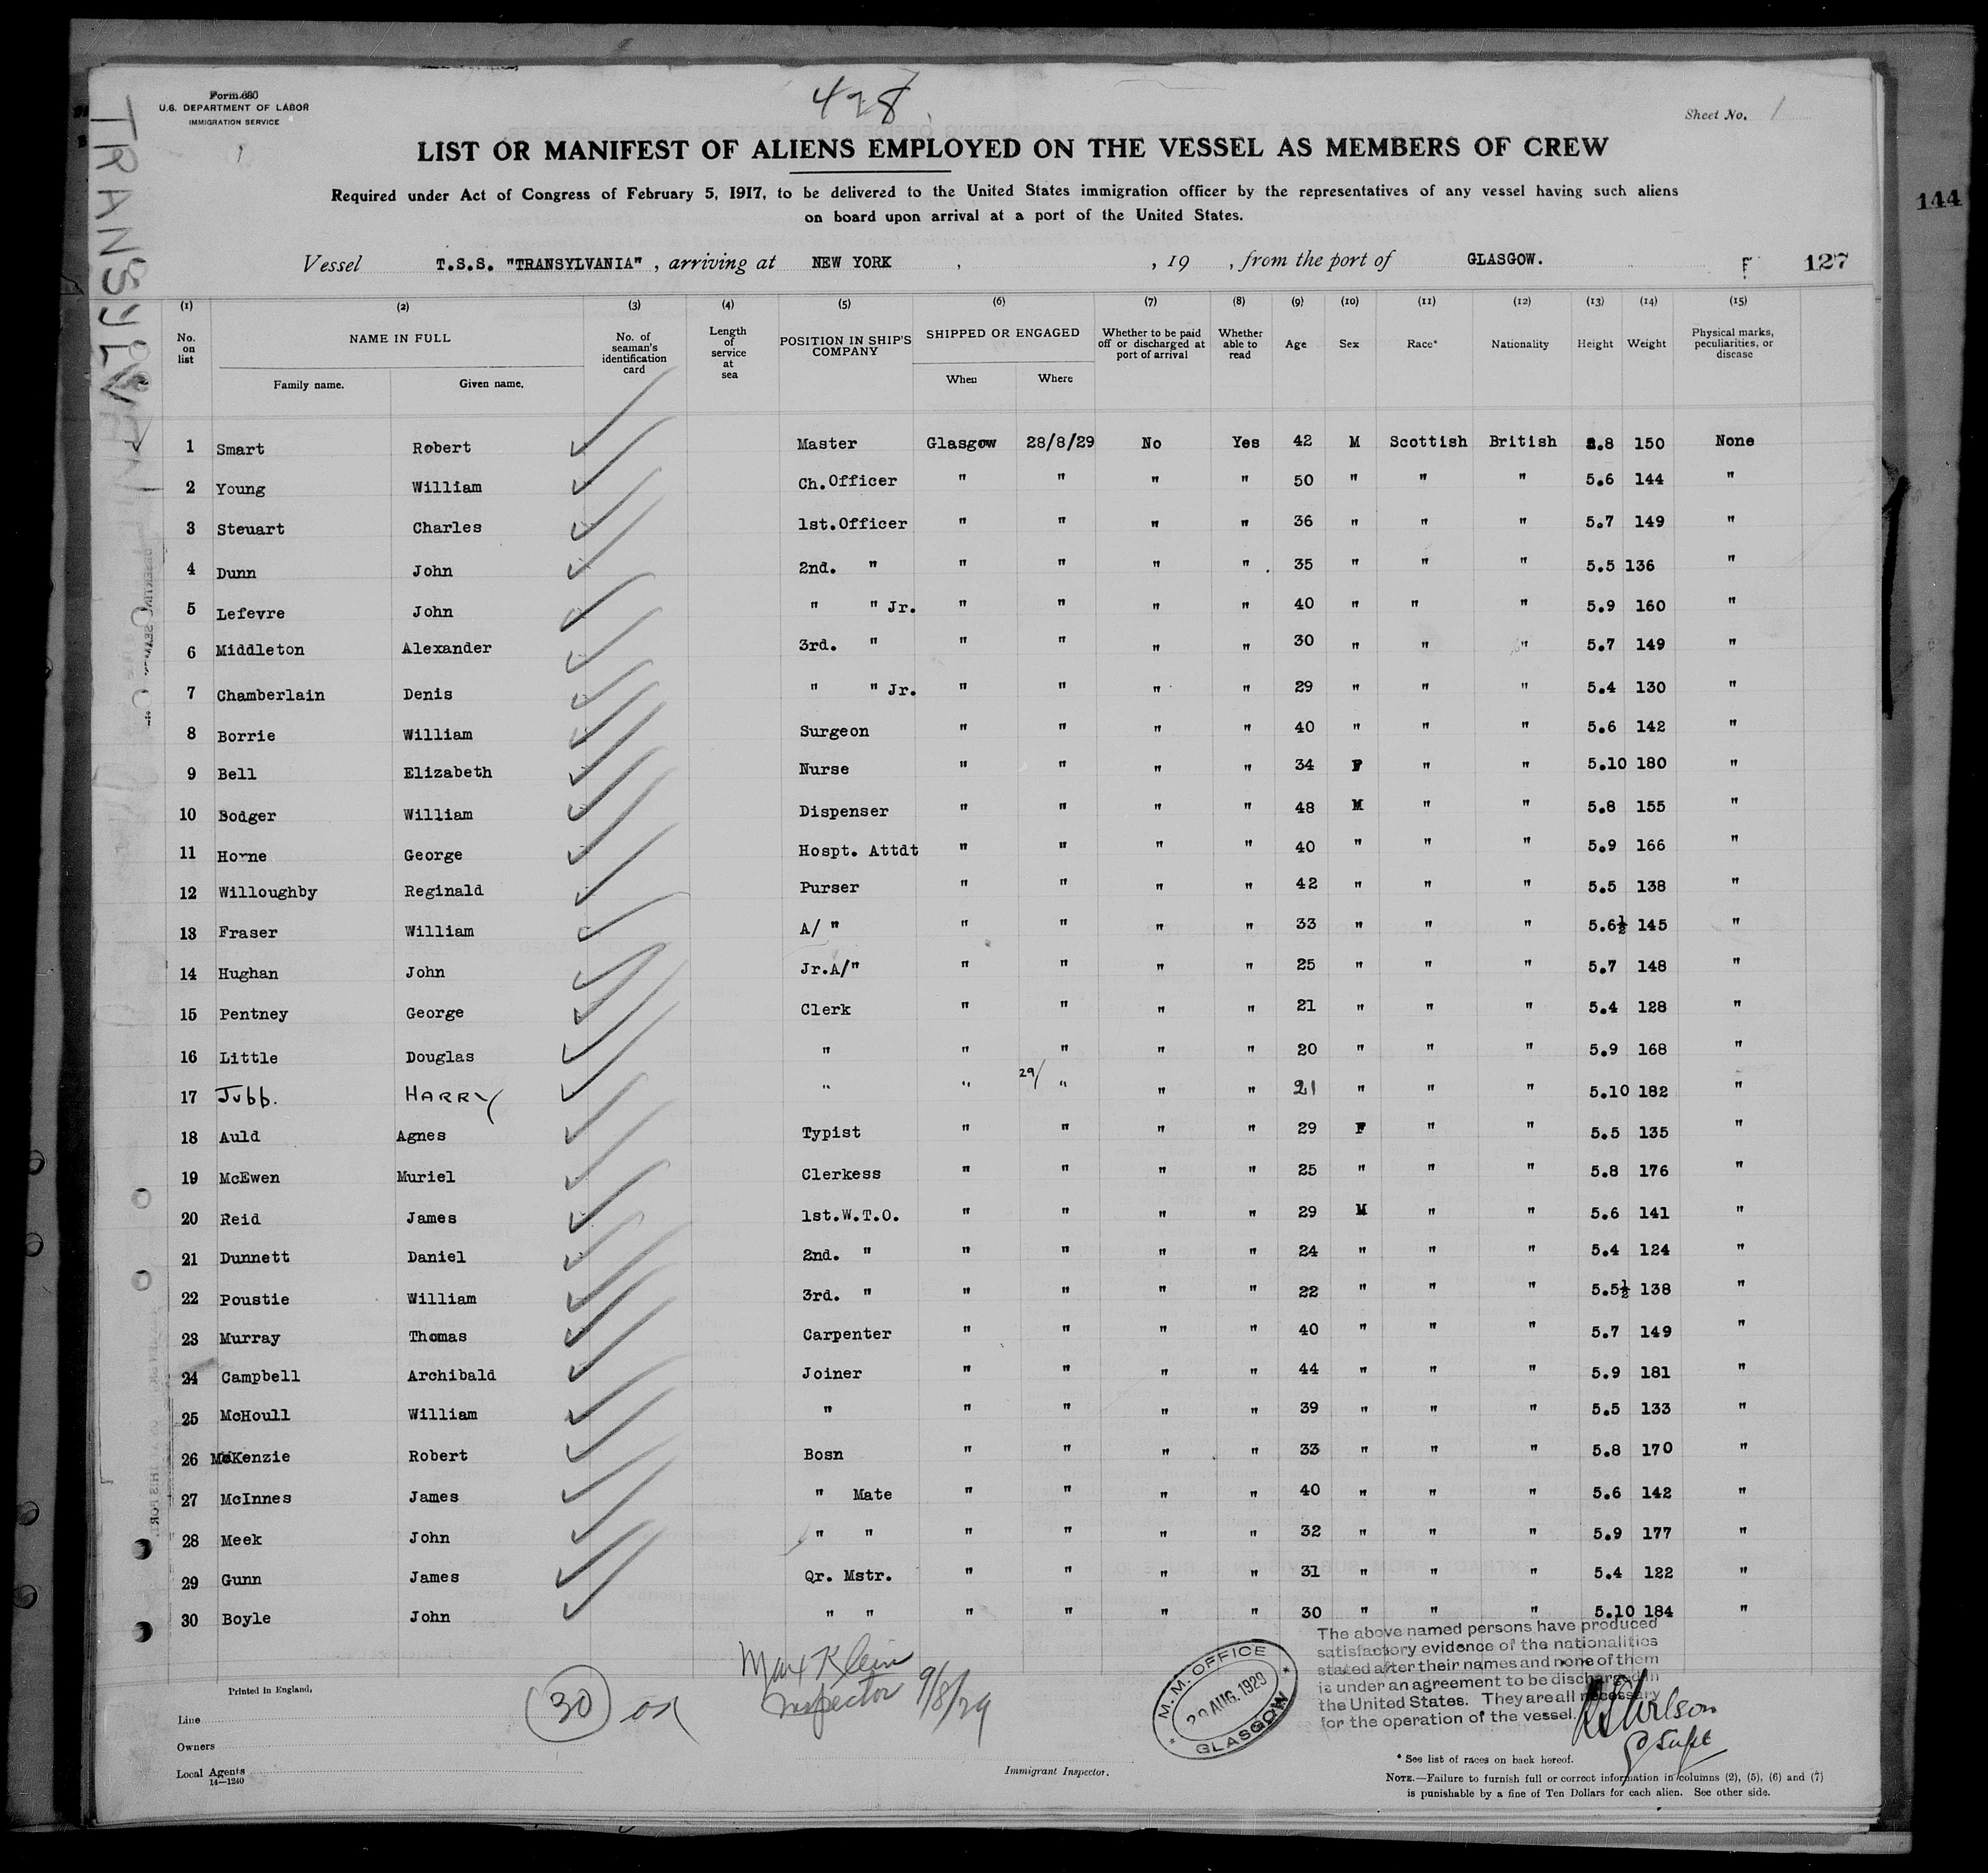 Form 680
U.S. DEPARTMENT OF LABOR
IMMIGRATION SERVICE
428
Sheet No. 1
LIST OR MANIFEST OF ALIENS EMPLOYED ON THE VESSEL AS MEMBERS OF CREW
Required under Act of Congress of February 5, 1917, to be delivered to the United States immigration officer by the representatives of any vessel having such aliens
on board upon arrival at a port of the United States.
144
Vessel T.S.S. "TRANSYLVANIA" , arriving at NEW YORK , , 19 , from the port of GLASGOW. F 127
(1) (2) (3) (4) (5) (6) (7) (8) (9) (10) (11) (12) (13) (14) (15)
No. on list NAME IN FULL No. of seaman's identification card Length of service at sea POSITION IN SHIP'S COMPANY SHIPPED OR ENGAGED Whether to be paid off or discharged at port of arrival Whether able to read Age Sex Race* Nationality Height Weight Physical marks, peculiarities, or disease
Family name. Given name. When Where
1 Smart Robert Master Glasgow 28/8/29 No Yes 42 M Scottish British 5.8 150 None
2 Young William Ch.Officer " " " " 50 " " " 5.6 144 "
3 Steuart Charles 1st.Officer " " " " 36 " " " 5.7 149 "
4 Dunn John 2nd. " " " " " 35 " " " 5.5 136 "
5 Lefevre John " " Jr. " " " " 40 " " " 5.9 160 "
6 Middleton Alexander 3rd. " " " " " 30 " " " 5.7 149 "
7 Chamberlain Denis " " Jr. " " " " 29 " " " 5.4 130 "
8 Borrie William Surgeon " " " " 40 " " " 5.6 142 "
9 Bell Elizabeth Nurse " " " " 34 F " " 5.10 180 "
10 Bodger William Dispenser " " " " 48 M " " 5.8 155 "
11 Horne George Hospt. Attdt " " " " 40 " " " 5.9 166 "
12 Willoughby Reginald Purser " " " " 42 " " " 5.5 138 "
13 Fraser William A/ " " " " " 33 " " " 5.6½ 145 "
14 Hughan John Jr.A/" " " " " 25 " " " 5.7 148 "
15 Pentney George Clerk " " " " 21 " " " 5.4 128 "
16 Little Douglas " " " " " 20 " " " 5.9 168 "
17 Jubb. HARRY " " 29/ " " " 21 " " " 5.10 182 "
18 Auld Agnes Typist " " " " 29 F " " 5.5 135 "
19 McEwen Muriel Clerkess " " " " 25 " " " 5.8 176 "
20 Reid James 1st.W.T.O. " " " " 29 M " " 5.6 141 "
21 Dunnett Daniel 2nd. " " " " " 24 " " " 5.4 124 "
22 Poustie William 3rd. " " " " " 22 " " " 5.5½ 138 "
23 Murray Thomas Carpenter " " " " 40 " " " 5.7 149 "
24 Campbell Archibald Joiner " " " " 44 " " " 5.9 181 "
25 McHoull William " " " " " 39 " " " 5.5 133 "
26 McKenzie Robert Bosn " " " " 33 " " " 5.8 170 "
27 McInnes James " Mate " " " " 40 " " " 5.6 142 "
28 Meek John " " " " " " 32 " " " 5.9 177 "
29 Gunn James Qr. Mstr. " " " " 31 " " " 5.4 122 "
30 Boyle John " " " " " " 30 " " " 5.10 184 "
The above named persons have produced
satisfactory evidence of the nationalities
stated after their names and none of them
is under an agreement to be discharged in
the United States. They are all necessary
for the operation of the vessel.
Max Klein
Inspector 9/8/29
30
M. M. OFFICE
AUG. 1929
GLASGOW
Wilson
Supt
Printed in England.
Line
Owners
Local Agents
14—1240
Immigrant Inspector.
* See list of races on back hereof.
NOTE.—Failure to furnish full or correct information in columns (2), (5), (6) and (7)
is punishable by a fine of Ten Dollars for each alien. See other side.